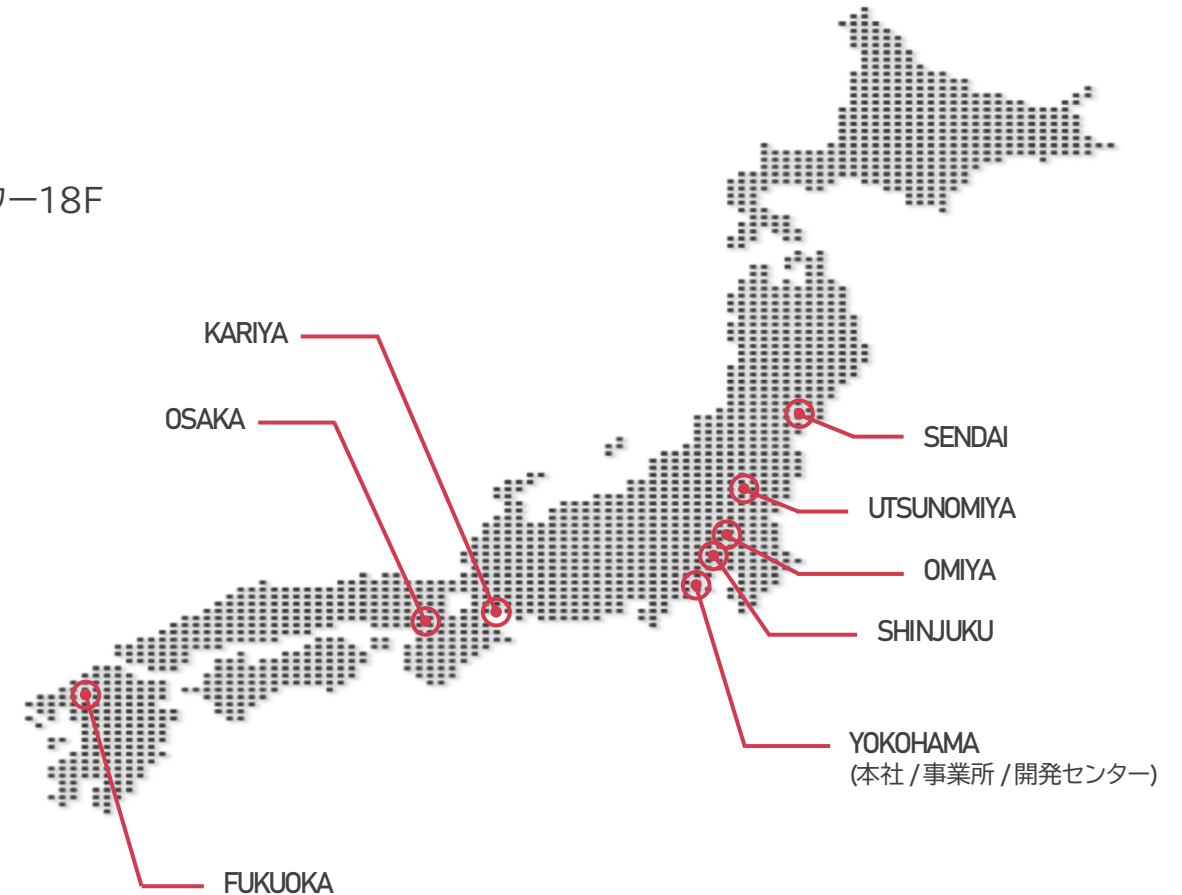 ワー18F
KARIYA
OSAKA
SENDAI
UTSUNOMIYA
OMIYA
SHINJUKU
YOKOHAMA
(本社 / 事業所 / 開発センター)
FUKUOKA